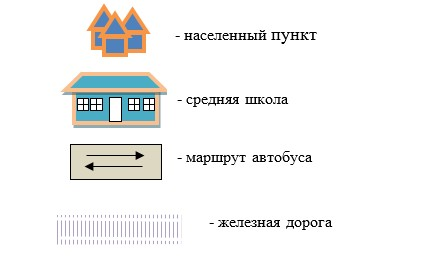 - населенный пункт
- средняя школа
- маршрут автобуса
- железная дорога